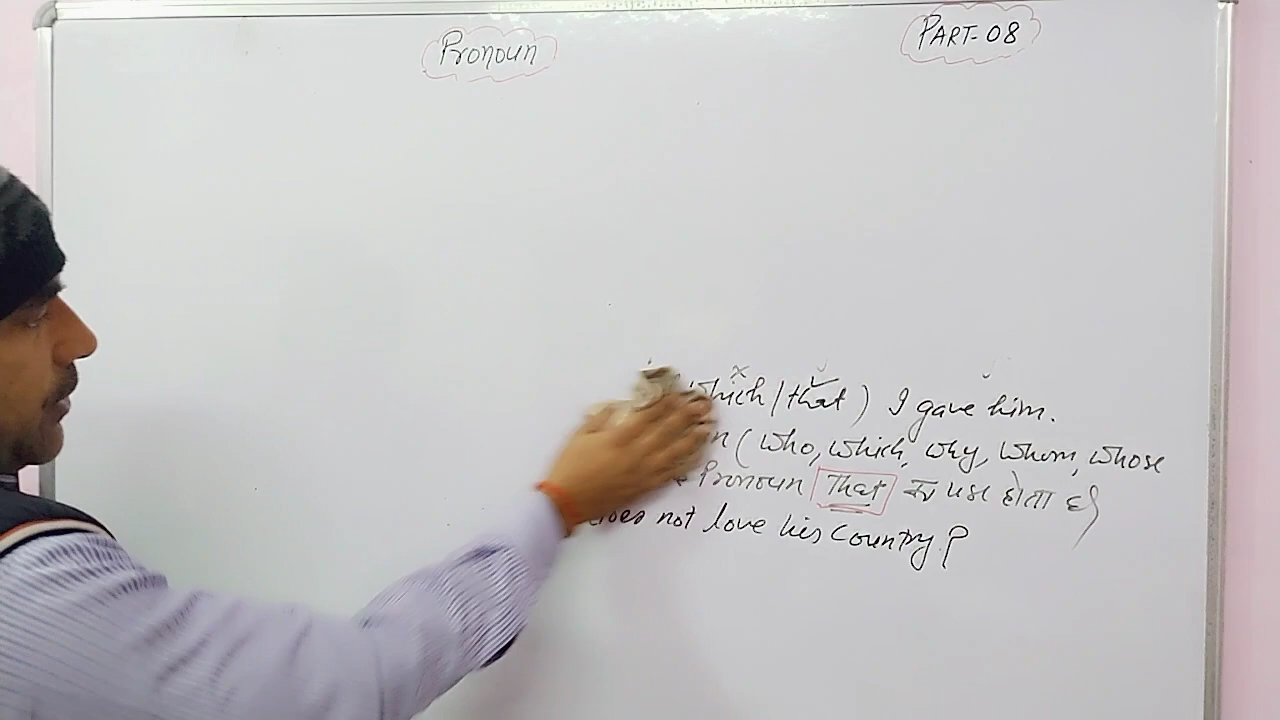 Pronoun
PART-08
which / that ) I gave him.
( who, which, why, whom, whose
Pronoun That का
does not love his country ?